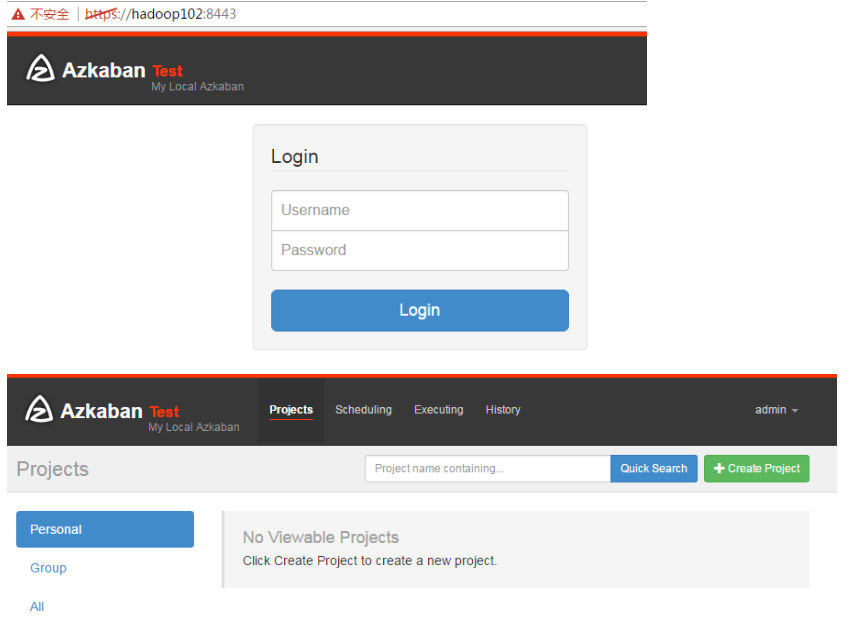 不安全 | https://hadoop102:8443
Azkaban Test
My Local Azkaban
Login
Username
Password
Login
Azkaban Test
My Local Azkaban
Projects Scheduling Executing History admin
Projects
Project name containing...
Quick Search
Create Project
Personal
Group
All
No Viewable Projects
Click Create Project to create a new project.